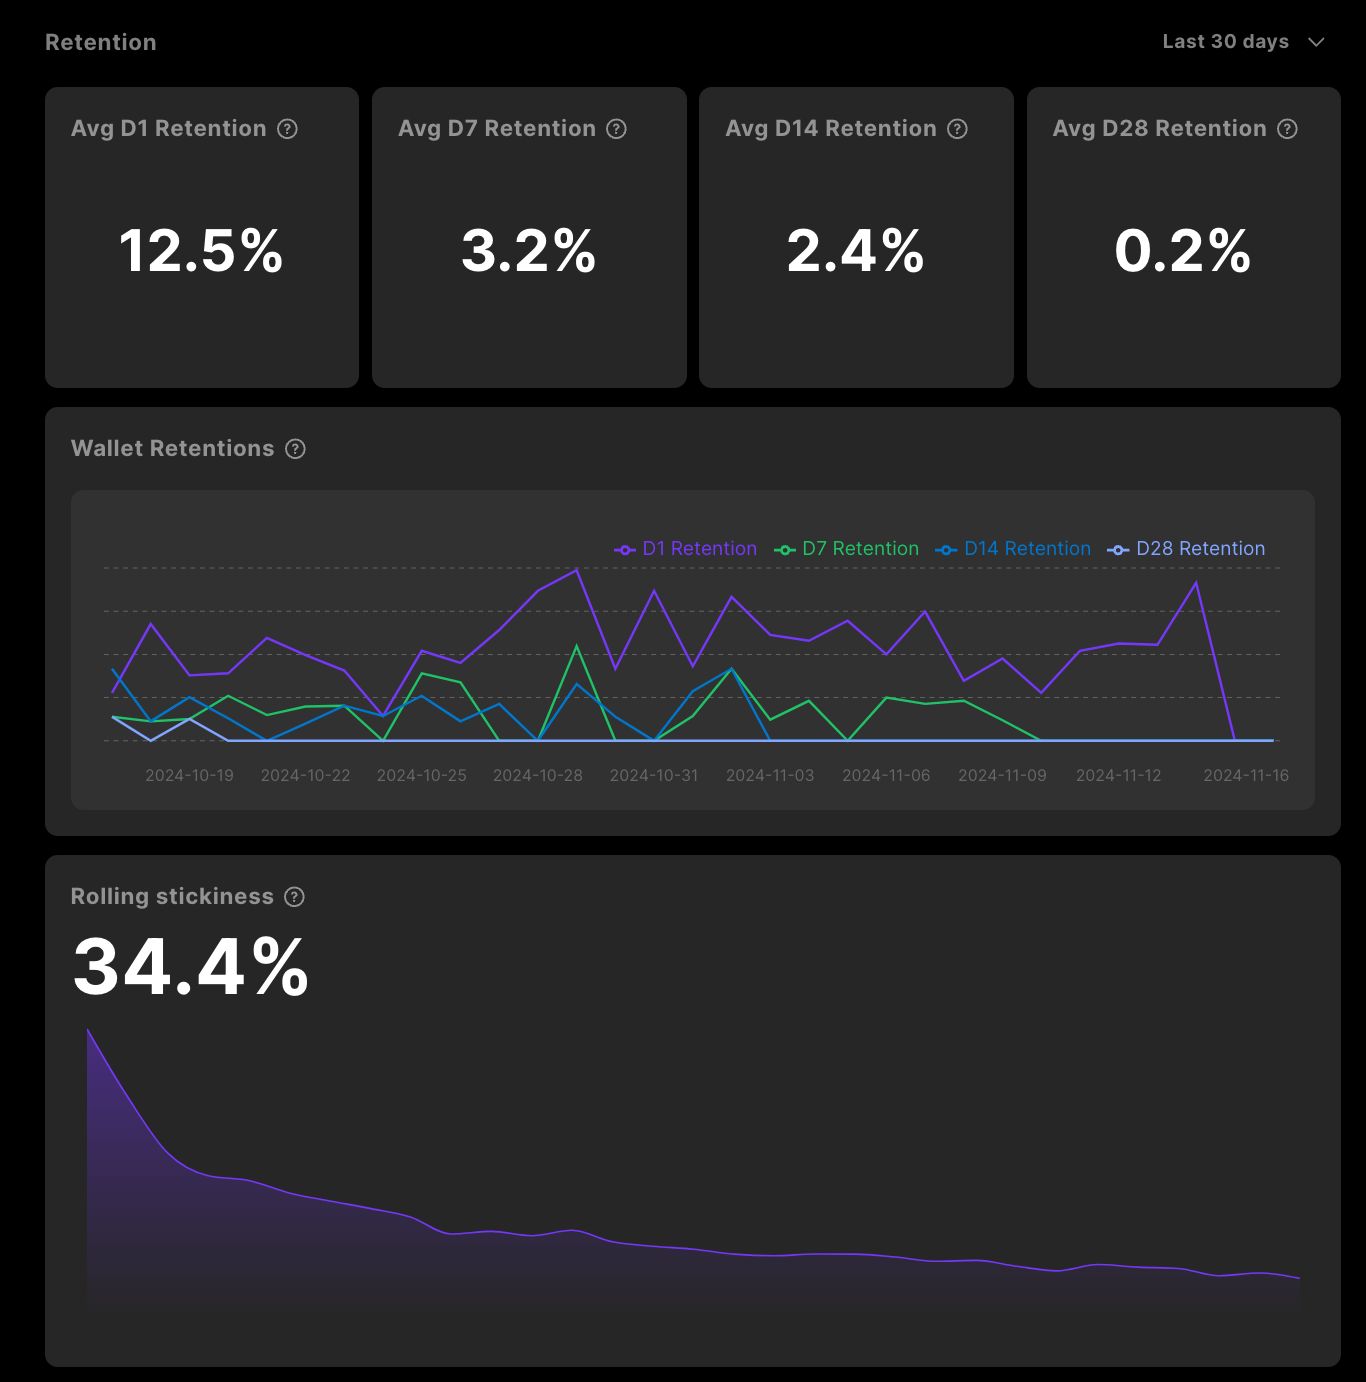 Retention
Last 30 days
Avg D1 Retention ?
Avg D7 Retention ?
Avg D14 Retention ?
Avg D28 Retention ?
12.5%
3.2%
2.4%
0.2%
Wallet Retentions ?
D1 Retention D7 Retention D14 Retention D28 Retention
2024-10-19 2024-10-22 2024-10-25 2024-10-28 2024-10-31 2024-11-03 2024-11-06 2024-11-09 2024-11-12 2024-11-16
Rolling stickiness ?
34.4%